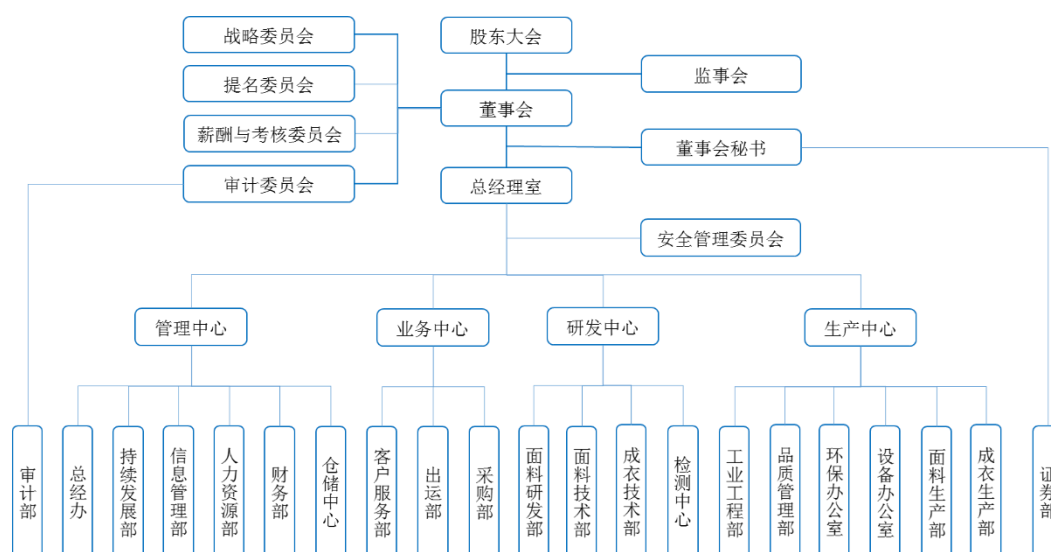 战略委员会
股东大会
提名委员会
监事会
董事会
薪酬与考核委员会
董事会秘书
审计委员会
总经理室
安全管理委员会
管理中心
业务中心
研发中心
生产中心
审计部
总经办
持续发展部
信息管理部
人力资源部
财务部
仓储中心
客户服务部
出运部
采购部
面料研发部
面料技术部
成衣技术部
检测中心
工业工程部
品质管理部
环保办公室
设备办公室
面料生产部
成衣生产部
证券部